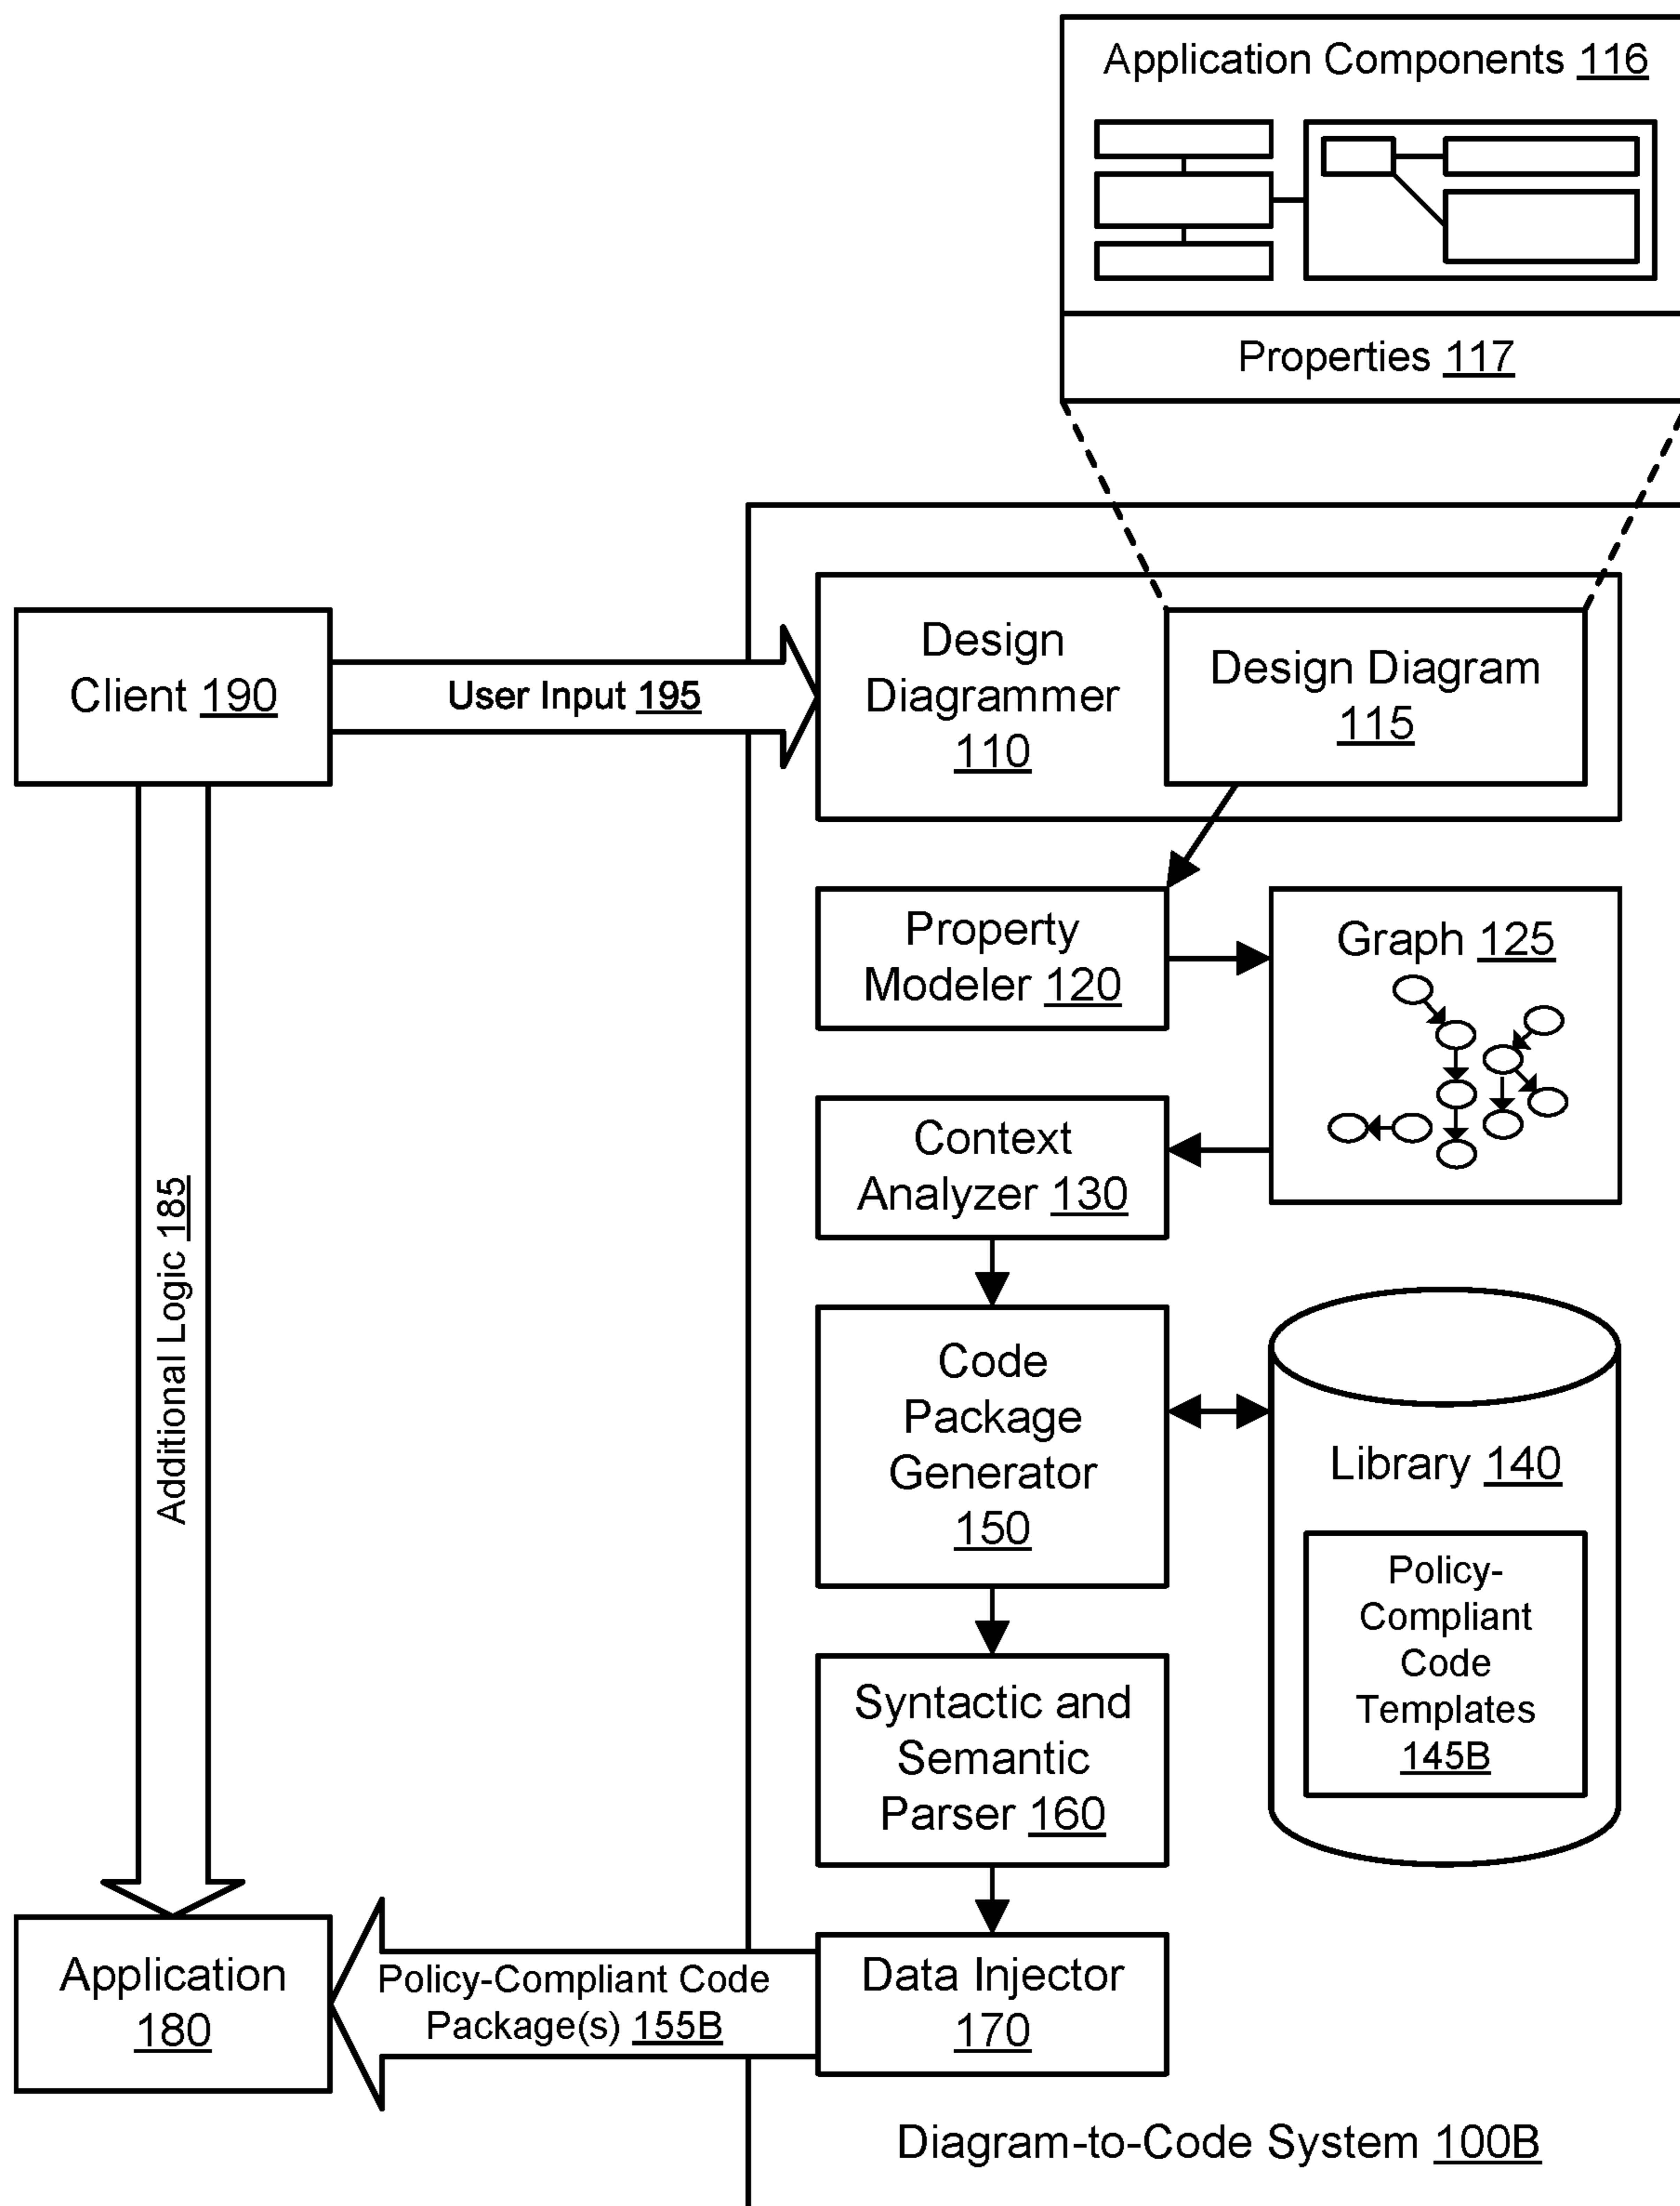 Application Components 116
Properties 117
Client 190
User Input 195
Design
Diagrammer
110
Design Diagram
115
Property
Modeler 120
Graph 125
Context
Analyzer 130
Additional Logic 185
Code
Package
Generator
150
Library 140
Policy-
Compliant
Code
Templates
145B
Syntactic and
Semantic
Parser 160
Application
180
Policy-Compliant Code
Package(s) 155B
Data Injector
170
Diagram-to-Code System 100B